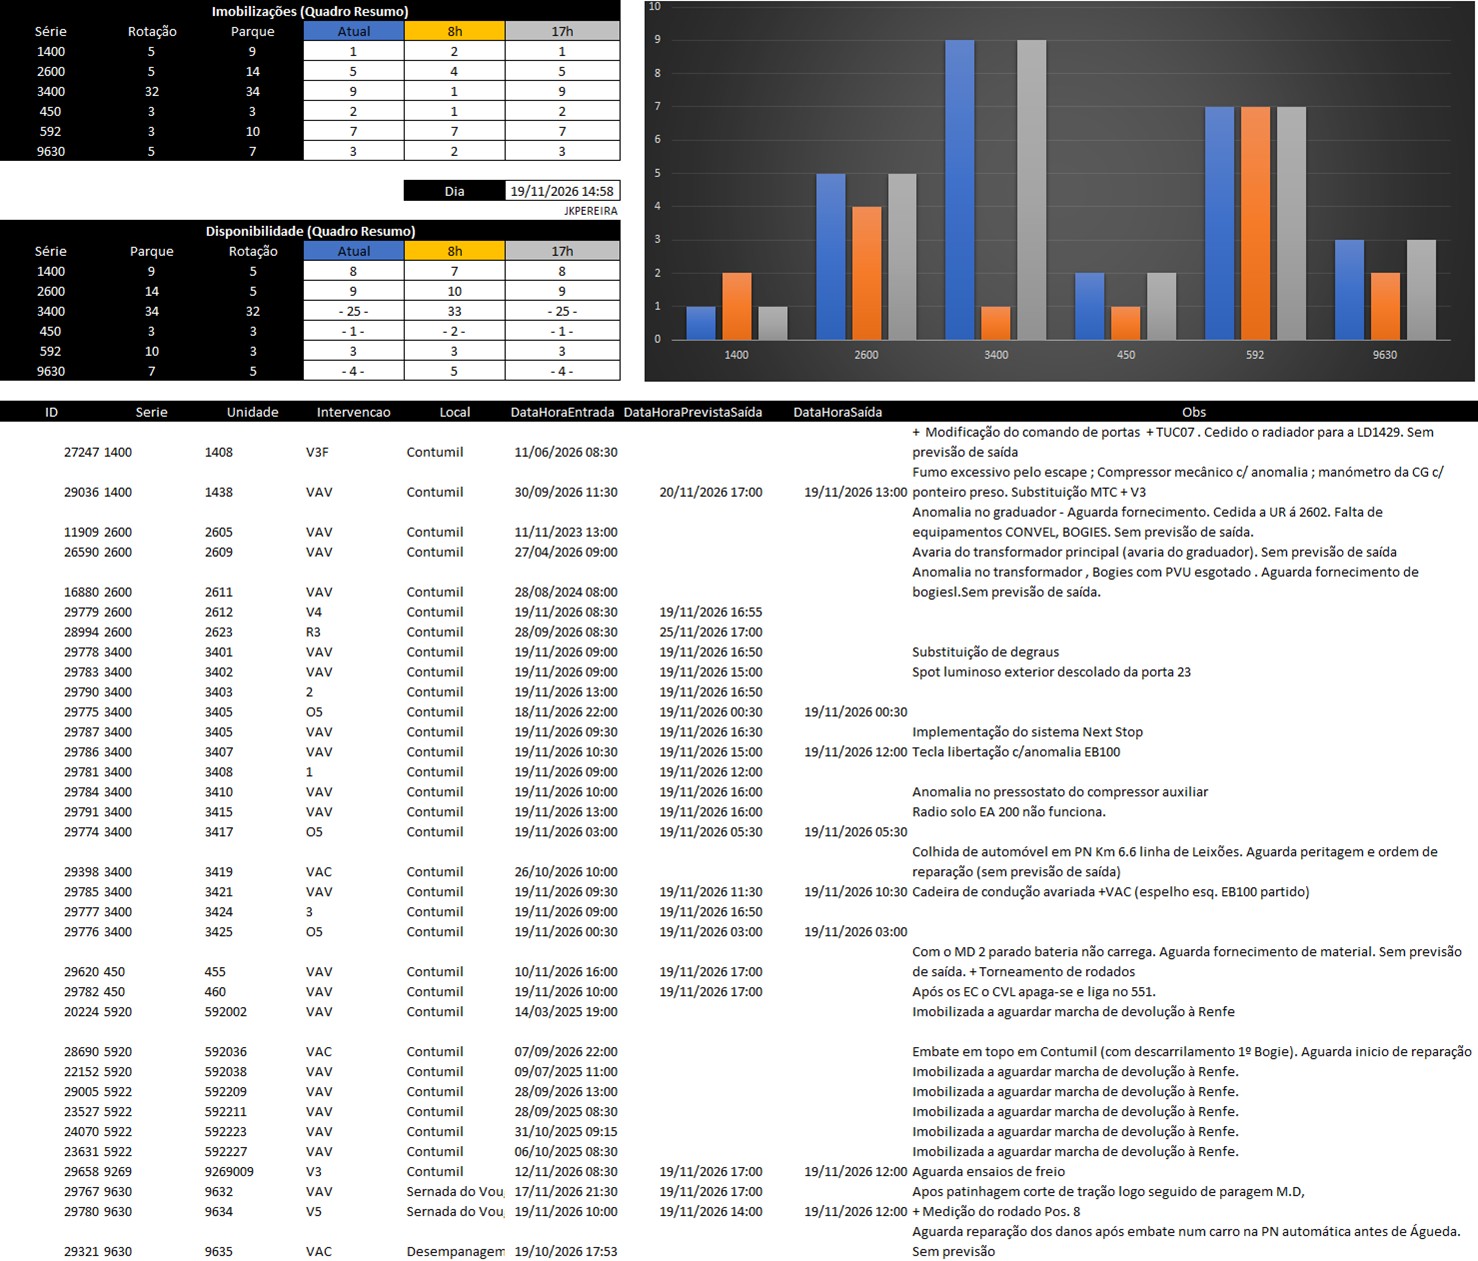 Imobilizações (Quadro Resumo)
Série Rotação Parque Atual 8h 17h
1400 5 9 1 2 1
2600 5 14 5 4 5
3400 32 34 9 1 9
450 3 3 2 1 2
592 3 10 7 7 7
9630 5 7 3 2 3
Dia 19/11/2026 14:58
JKPEREIRA
Disponibilidade (Quadro Resumo)
Série Parque Rotação Atual 8h 17h
1400 9 5 8 7 8
2600 14 5 9 10 9
3400 34 32 - 25 - 33 - 25 -
450 3 3 - 1 - - 2 - - 1 -
592 10 3 3 3 3
9630 7 5 - 4 - 5 - 4 -
10
9
8
7
6
5
4
3
2
1
0
1400 2600 3400 450 592 9630
ID Serie Unidade Intervencao Local DataHoraEntrada DataHoraPrevistaSaída DataHoraSaída Obs
+ Modificação do comando de portas + TUC07 . Cedido o radiador para a LD1429. Sem
27247 1400 1408 V3F Contumil 11/06/2026 08:30 previsão de saída
Fumo excessivo pelo escape ; Compressor mecânico c/ anomalia ; manómetro da CG c/
29036 1400 1438 VAV Contumil 30/09/2026 11:30 20/11/2026 17:00 19/11/2026 13:00 ponteiro preso. Substituição MTC + V3
Anomalia no graduador - Aguarda fornecimento. Cedida a UR á 2602. Falta de
11909 2600 2605 VAV Contumil 11/11/2023 13:00 equipamentos CONVEL, BOGIES. Sem previsão de saída.
26590 2600 2609 VAV Contumil 27/04/2026 09:00 Avaria do transformador principal (avaria do graduador). Sem previsão de saída
Anomalia no transformador , Bogies com PVU esgotado . Aguarda fornecimento de
16880 2600 2611 VAV Contumil 28/08/2024 08:00 bogiesl.Sem previsão de saída.
29779 2600 2612 V4 Contumil 19/11/2026 08:30 19/11/2026 16:55
28994 2600 2623 R3 Contumil 28/09/2026 08:30 25/11/2026 17:00
29778 3400 3401 VAV Contumil 19/11/2026 09:00 19/11/2026 16:50 Substituição de degraus
29783 3400 3402 VAV Contumil 19/11/2026 09:00 19/11/2026 15:00 Spot luminoso exterior descolado da porta 23
29790 3400 3403 2 Contumil 19/11/2026 13:00 19/11/2026 16:50
29775 3400 3405 O5 Contumil 18/11/2026 22:00 19/11/2026 00:30 19/11/2026 00:30
29787 3400 3405 VAV Contumil 19/11/2026 09:30 19/11/2026 16:30 Implementação do sistema Next Stop
29786 3400 3407 VAV Contumil 19/11/2026 10:30 19/11/2026 15:00 19/11/2026 12:00 Tecla libertação c/anomalia EB100
29781 3400 3408 1 Contumil 19/11/2026 09:00 19/11/2026 12:00
29784 3400 3410 VAV Contumil 19/11/2026 10:00 19/11/2026 16:00 Anomalia no pressostato do compressor auxiliar
29791 3400 3415 VAV Contumil 19/11/2026 13:00 19/11/2026 16:00 Radio solo EA 200 não funciona.
29774 3400 3417 O5 Contumil 19/11/2026 03:00 19/11/2026 05:30 19/11/2026 05:30
Colhida de automóvel em PN Km 6.6 linha de Leixões. Aguarda peritagem e ordem de
29398 3400 3419 VAC Contumil 26/10/2026 10:00 reparação (sem previsão de saída)
29785 3400 3421 VAV Contumil 19/11/2026 09:30 19/11/2026 11:30 19/11/2026 10:30 Cadeira de condução avariada +VAC (espelho esq. EB100 partido)
29777 3400 3424 3 Contumil 19/11/2026 09:00 19/11/2026 16:50
29776 3400 3425 O5 Contumil 19/11/2026 00:30 19/11/2026 03:00 19/11/2026 03:00
Com o MD 2 parado bateria não carrega. Aguarda fornecimento de material. Sem previsão
29620 450 455 VAV Contumil 10/11/2026 16:00 19/11/2026 17:00 de saída. + Torneamento de rodados
29782 450 460 VAV Contumil 19/11/2026 10:00 19/11/2026 17:00 Após os EC o CVL apaga-se e liga no 551.
20224 5920 592002 VAV Contumil 14/03/2025 19:00 Imobilizada a aguardar marcha de devolução à Renfe
28690 5920 592036 VAC Contumil 07/09/2026 22:00 Embate em topo em Contumil (com descarrilamento 1º Bogie). Aguarda inicio de reparação
22152 5920 592038 VAV Contumil 09/07/2025 11:00 Imobilizada a aguardar marcha de devolução à Renfe.
29005 5922 592209 VAV Contumil 28/09/2026 13:00 Imobilizada a aguardar marcha de devolução à Renfe.
23527 5922 592211 VAV Contumil 28/09/2025 08:30 Imobilizada a aguardar marcha de devolução à Renfe.
24070 5922 592223 VAV Contumil 31/10/2025 09:15 Imobilizada a aguardar marcha de devolução à Renfe.
23631 5922 592227 VAV Contumil 06/10/2025 08:30 Imobilizada a aguardar marcha de devolução à Renfe.
29658 9269 9269009 V3 Contumil 12/11/2026 08:30 19/11/2026 17:00 19/11/2026 12:00 Aguarda ensaios de freio
29767 9630 9632 VAV Sernada do Vou 17/11/2026 21:30 19/11/2026 17:00 Apos patinhagem corte de tração logo seguido de paragem M.D,
29780 9630 9634 V5 Sernada do Vou 19/11/2026 10:00 19/11/2026 14:00 19/11/2026 12:00 + Medição do rodado Pos. 8
Aguarda reparação dos danos após embate num carro na PN automática antes de Águeda.
29321 9630 9635 VAC Desempanagem 19/10/2026 17:53 Sem previsão